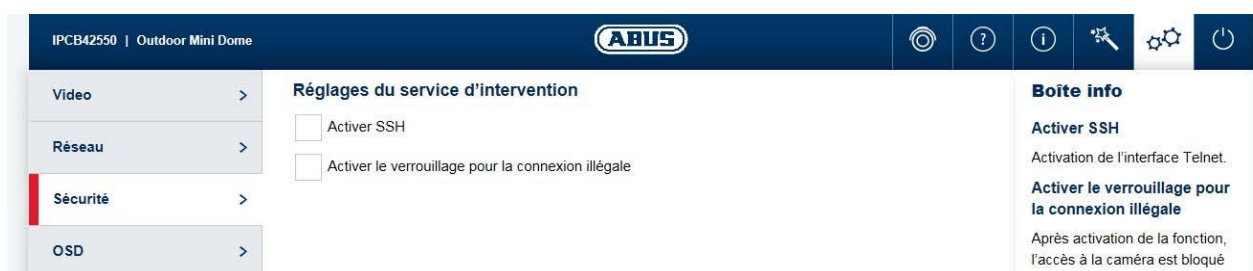 IPCB42550 | Outdoor Mini Dome
ABUS
Video
Réseau
Sécurité
OSD
Réglages du service d'intervention
Activer SSH
Activer le verrouillage pour la connexion illégale
Boîte info
Activer SSH
Activation de l'interface Telnet.
Activer le verrouillage pour
la connexion illégale
Après activation de la fonction,
l'accès à la caméra est bloqué